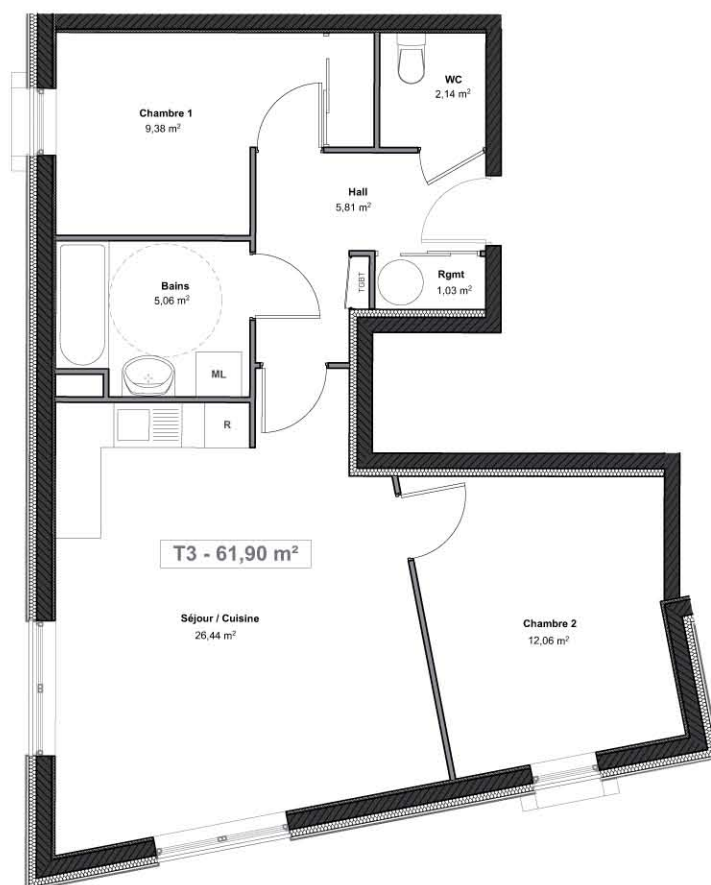 WC
2,14 m²
Chambre 1
9,38 m²
Hall
5,81 m²
Rgmt
1,03 m²
TGBT
Bains
5,06 m²
ML
R
T3 - 61,90 m²
Séjour / Cuisine
26,44 m²
Chambre 2
12,06 m²